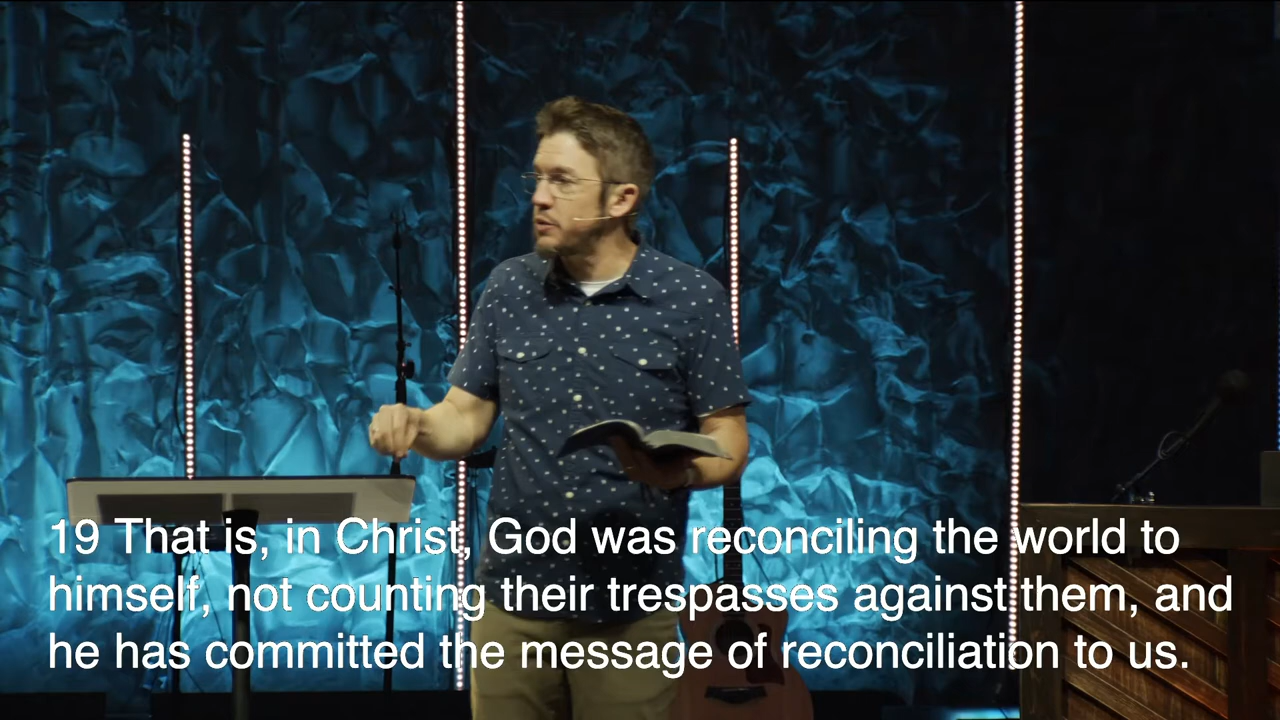 19 That is, in Christ, God was reconciling the world to
himself, not counting their trespasses against them, and
he has committed the message of reconciliation to us.